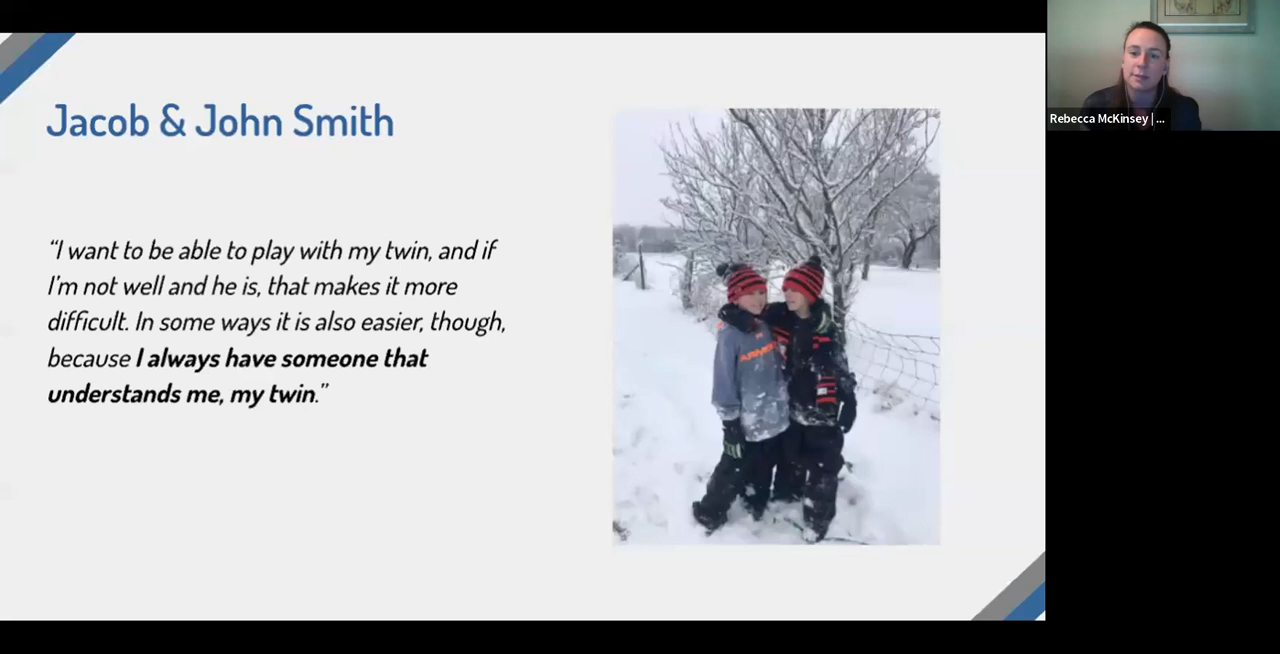 Jacob & John Smith
“I want to be able to play with my twin, and if
I’m not well and he is, that makes it more
difficult. In some ways it is also easier, though,
because I always have someone that
understands me, my twin.”
Rebecca McKinsey | ...